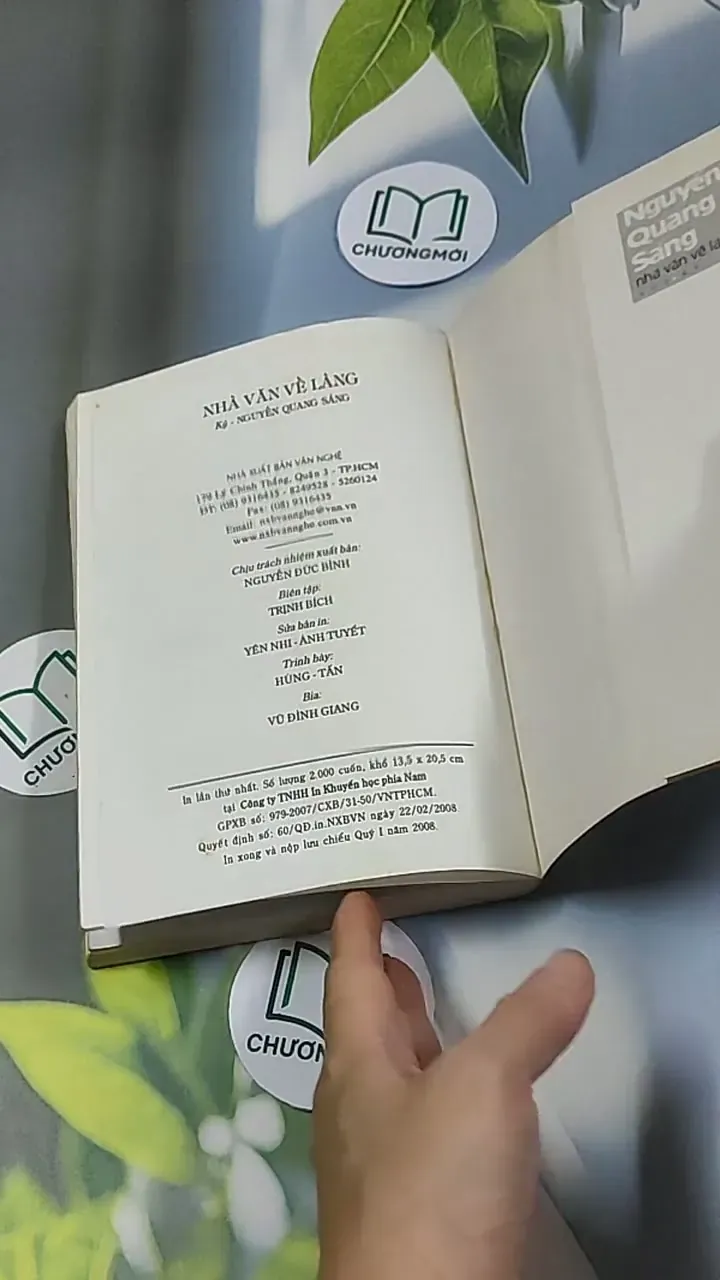 CHƯƠNGMỚI
Nguyễn
Quang
Sáng
nhà văn về là
NHÀ VĂN VỀ LÀNG
Ký - NGUYỄN QUANG SÁNG
NHÀ XUẤT BẢN VĂN NGHỆ
179 Lý Chính Thắng, Quận 3 - TP.HCM
ĐT: (08) 9316435 - 8249528 - 5260124
Fax: (08) 9316435
Email: nxbvannghe@vnn.vn
www.nxbvannghe.com.vn
Chịu trách nhiệm xuất bản:
NGUYỄN ĐỨC BÌNH
Biên tập:
TRỊNH BÍCH
Sửa bản in:
YÊN NHI - ÁNH TUYẾT
Trình bày:
HÙNG - TẤN
Bìa:
VŨ ĐÌNH GIANG
In lần thứ nhất. Số lượng 2.000 cuốn, khổ 13,5 x 20,5 cm
tại Công ty TNHH In Khuyến học phía Nam
GPXB số: 979-2007/CXB/31-50/VNTPHCM.
Quyết định số: 60/QĐ.in.NXBVN ngày 22/02/2008.
In xong và nộp lưu chiểu Quý I năm 2008.
CHƯƠ
CHƯƠN